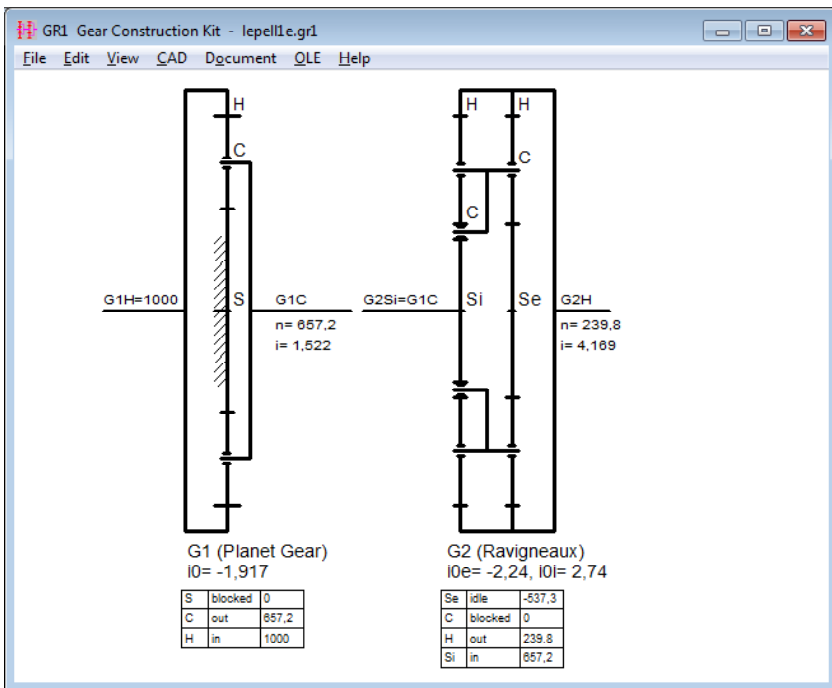 GR1 Gear Construction Kit - lepell1e.gr1
File Edit View CAD Document OLE Help
H H H
C C
C
G1H=1000 S G1C G2Si=G1C Si Se G2H
n= 657,2 n= 239,8
i= 1,522 i= 4,169
G1 (Planet Gear) G2 (Ravigneaux)
i0= -1,917 i0e= -2,24, i0i= 2,74
S blocked 0
C out 657,2
H in 1000
Se idle -537,3
C blocked 0
H out 239.8
Si in 657,2